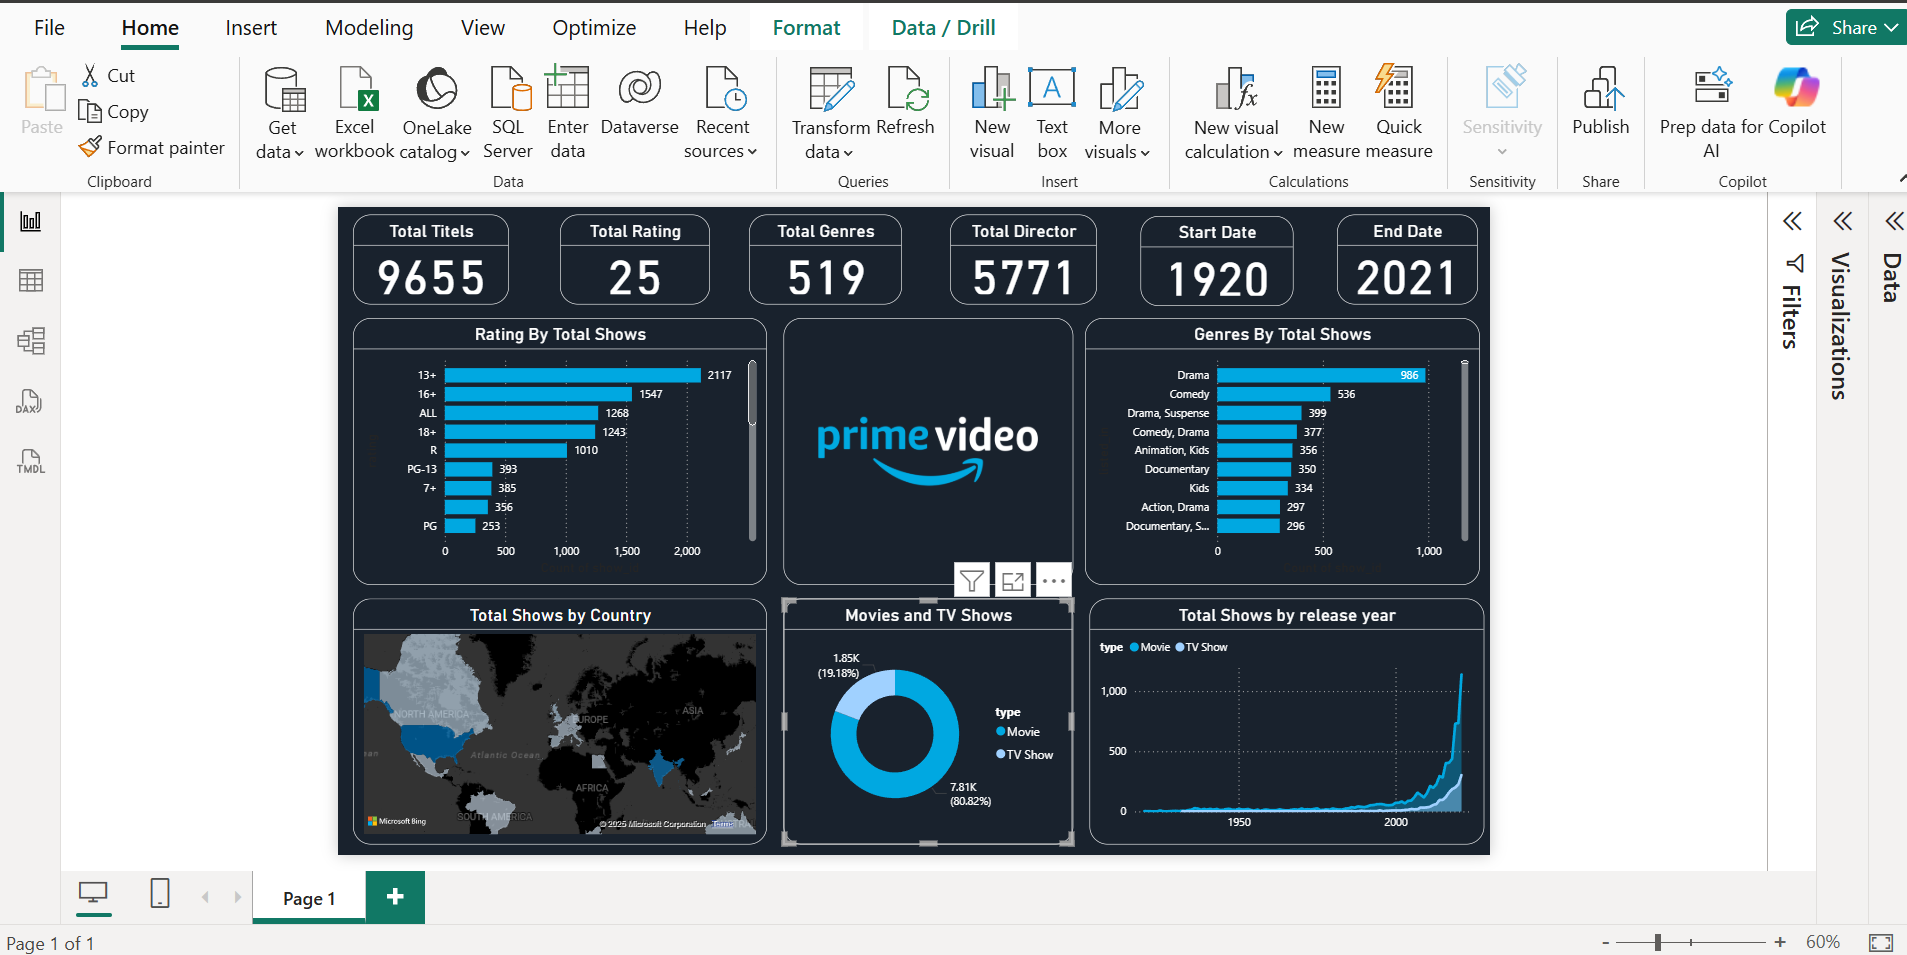 File Home Insert Modeling View Optimize Help Format Data / Drill Share
Paste
Cut
Copy
Format painter
Clipboard
Get data
Excel workbook
OneLake catalog
SQL Server
Enter data
Dataverse
Recent sources
Data
Transform data
Refresh
Queries
New visual
Text box
More visuals
Insert
New visual calculation
New measure
Quick measure
Calculations
Sensitivity
Sensitivity
Publish
Share
Prep data for AI
Copilot
Copilot
DAX
TMDL
Total Titels
9655
Total Rating
25
Total Genres
519
Total Director
5771
Start Date
1920
End Date
2021
Rating By Total Shows
13+ 2117
16+ 1547
ALL 1268
18+ 1243
R 1010
PG-13 393
7+ 385
356
PG 253
0 500 1,000 1,500 2,000
prime video
Genres By Total Shows
Drama 986
Comedy 536
Drama, Suspense 399
Comedy, Drama 377
Animation, Kids 356
Documentary 350
Kids 334
Action, Drama 297
Documentary, S... 296
0 500 1,000
Total Shows by Country
NORTH AMERICA
EUROPE
ASIA
Atlantic Ocean
AFRICA
SOUTH AMERICA
Microsoft Bing
© 2025 Microsoft Corporation Terms
Movies and TV Shows
1.85K
(19.18%)
type
Movie
TV Show
7.81K
(80.82%)
Total Shows by release year
type Movie TV Show
1,000
500
0
1950 2000
Filters
Visualizations
Data
Page 1
Page 1 of 1
- + 60%